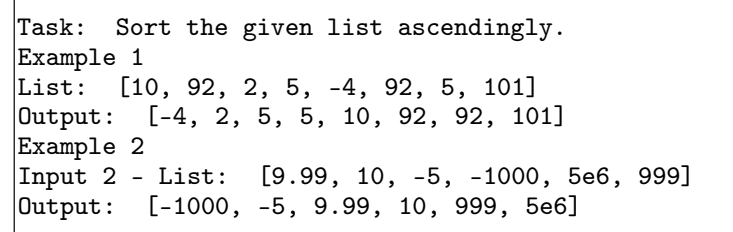 Task: Sort the given list ascendingly.
Example 1
List: [10, 92, 2, 5, -4, 92, 5, 101]
Output: [-4, 2, 5, 5, 10, 92, 92, 101]
Example 2
Input 2 - List: [9.99, 10, -5, -1000, 5e6, 999]
Output: [-1000, -5, 9.99, 10, 999, 5e6]